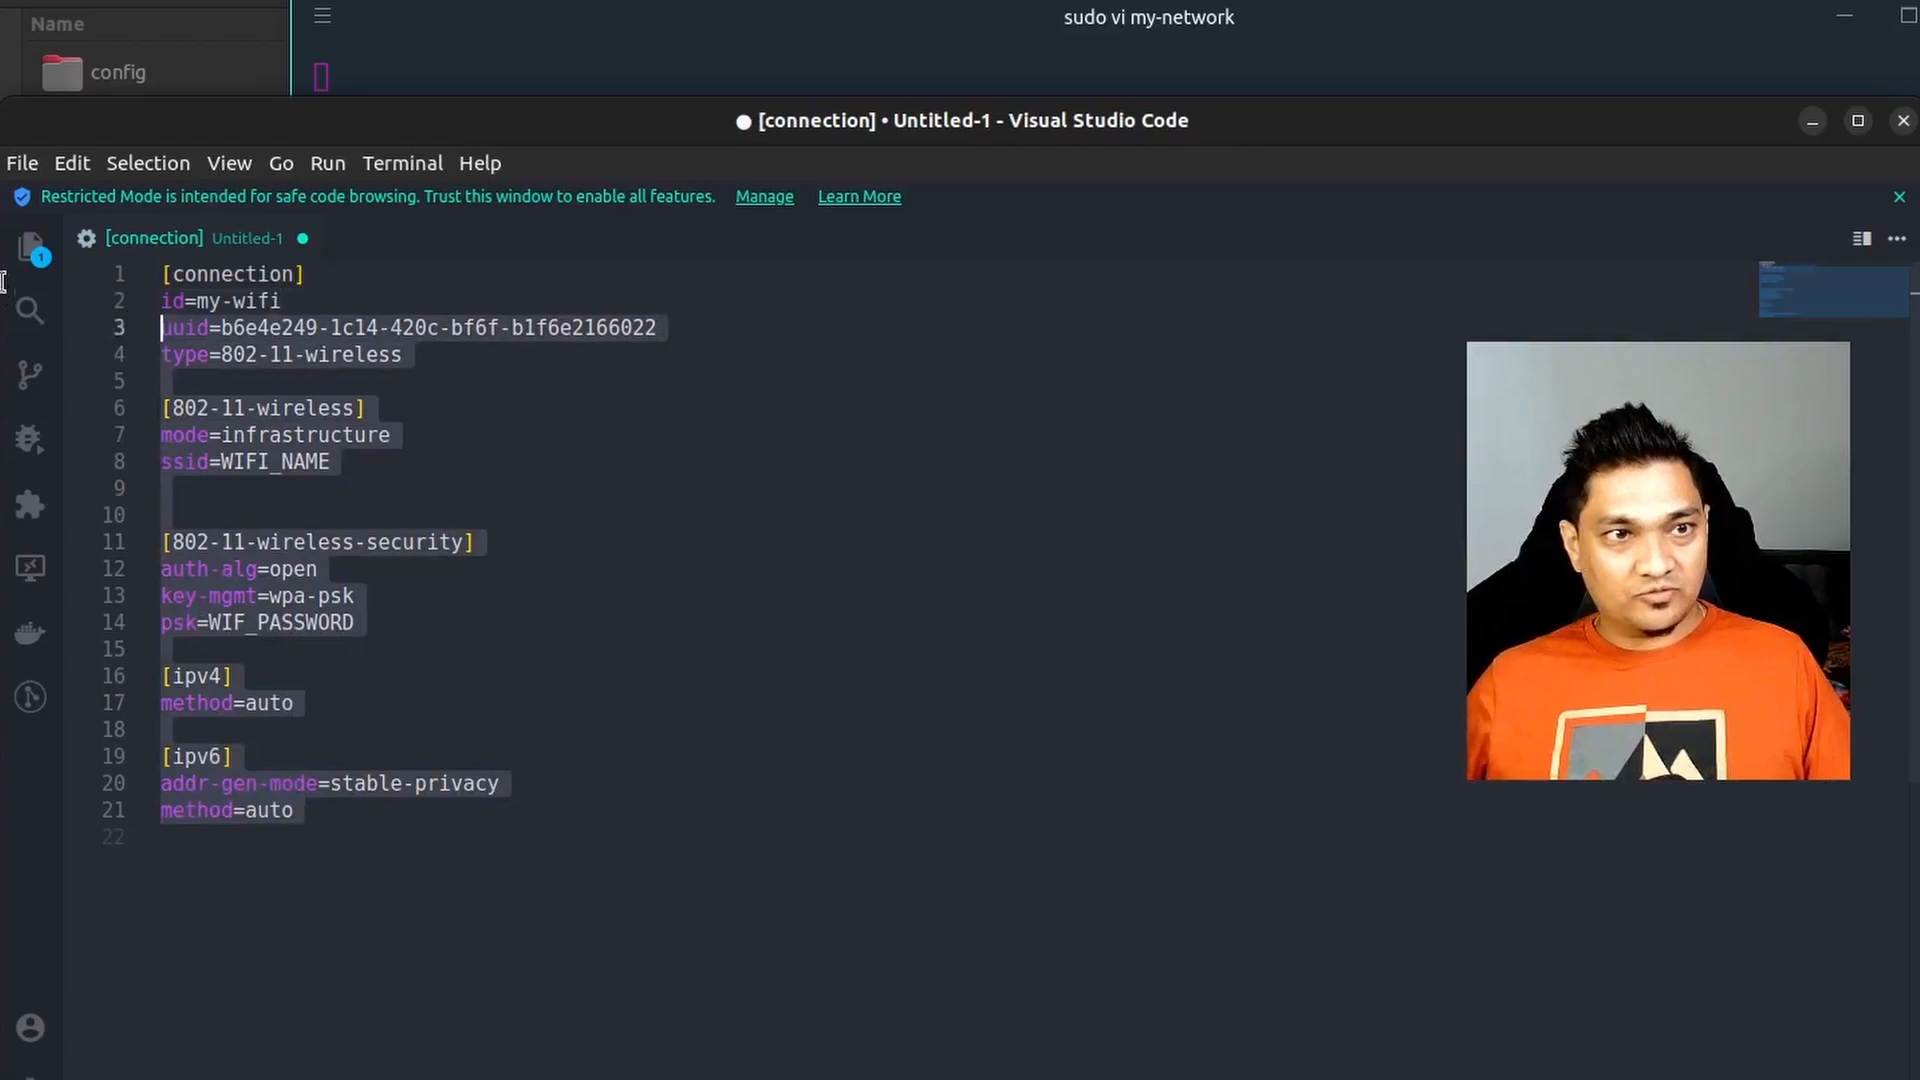 Name
sudo vi my-network
config
● [connection] • Untitled-1 - Visual Studio Code
File Edit Selection View Go Run Terminal Help
Restricted Mode is intended for safe code browsing. Trust this window to enable all features. Manage Learn More
1
[connection] Untitled-1
1 [connection]
2 id=my-wifi
3 uuid=b6e4e249-1c14-420c-bf6f-b1f6e2166022
4 type=802-11-wireless
5
6 [802-11-wireless]
7 mode=infrastructure
8 ssid=WIFI_NAME
9
10
11 [802-11-wireless-security]
12 auth-alg=open
13 key-mgmt=wpa-psk
14 psk=WIF_PASSWORD
15
16 [ipv4]
17 method=auto
18
19 [ipv6]
20 addr-gen-mode=stable-privacy
21 method=auto
22